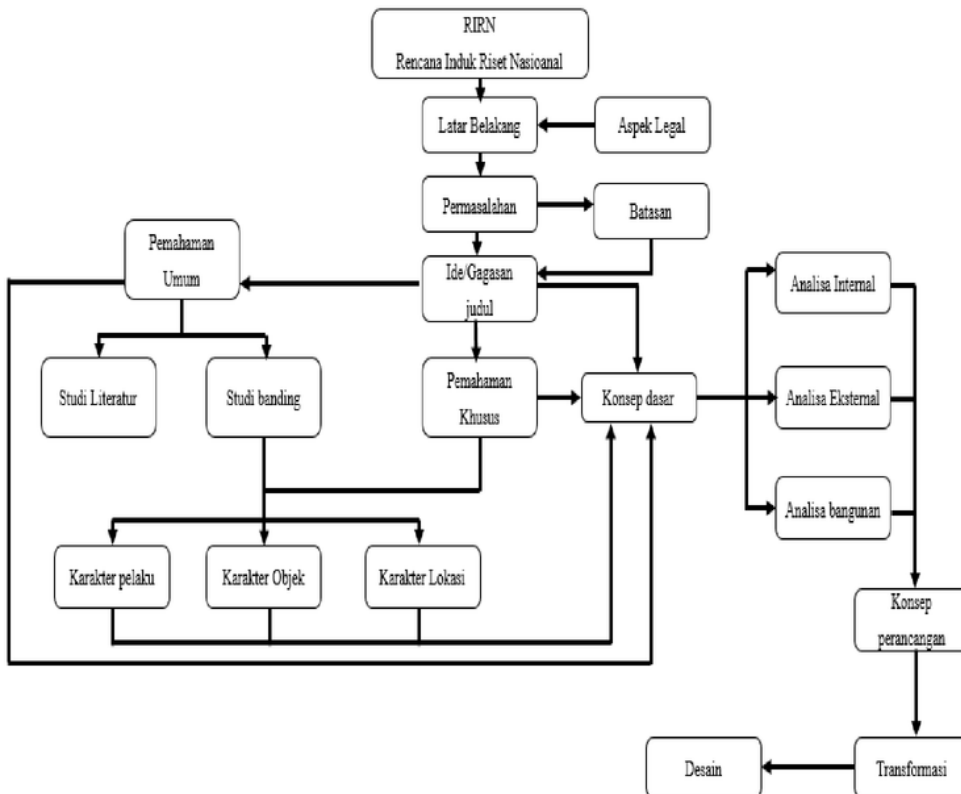 RIRN
Rencana Induk Riset Nasioanal
Latar Belakang
Aspek Legal
Permasalahan
Batasan
Pemahaman
Umum
Ide/Gagasan
judul
Analisa Internal
Studi Literatur
Studi banding
Pemahaman
Khusus
Konsep dasar
Analisa Eksternal
Analisa bangunan
Karakter pelaku
Karakter Objek
Karakter Lokasi
Konsep
perancangan
Desain
Transformasi